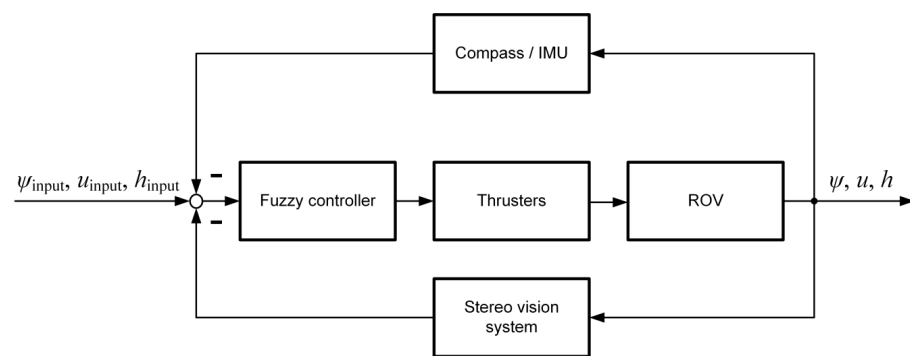 Compass / IMU
ψinput, uinput, hinput
-
Fuzzy controller
Thrusters
ROV
ψ, u, h
-
Stereo vision
system